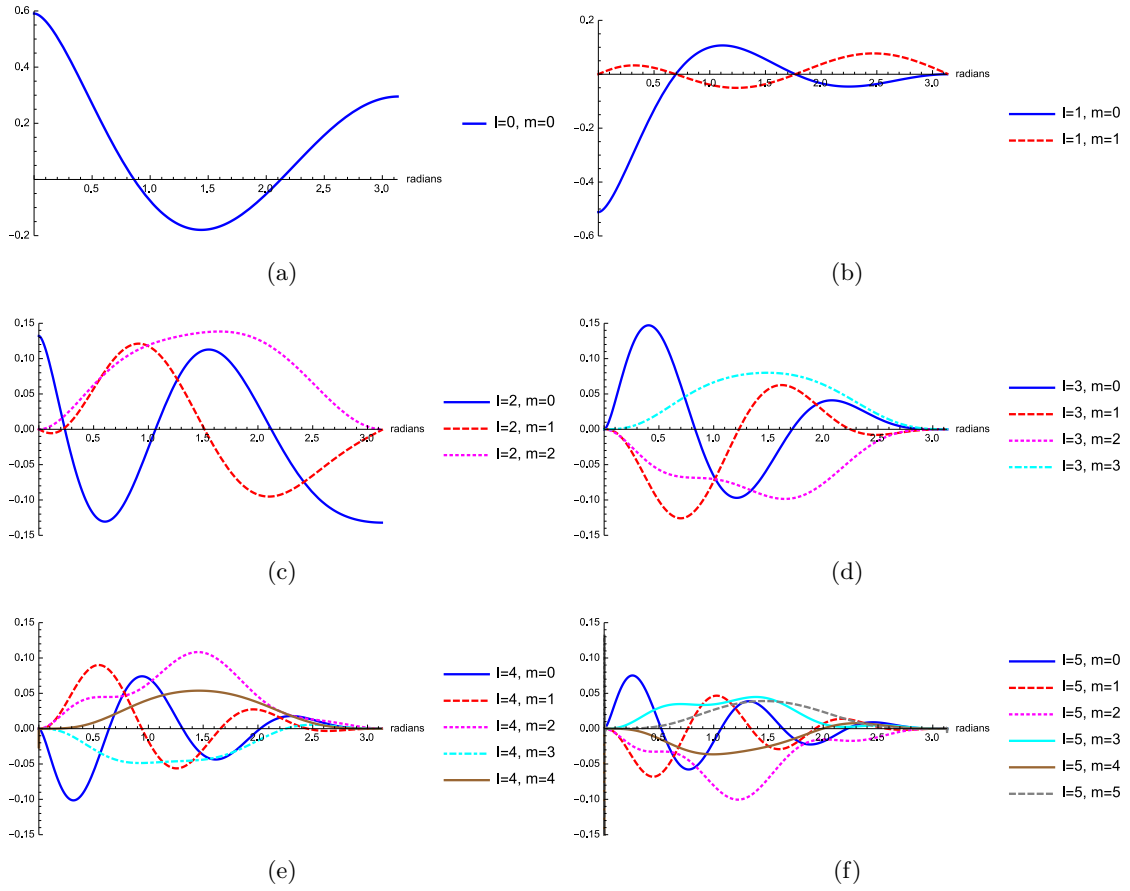 0.6
0.4
0.2
-0.2
0.5
1.0
1.5
2.0
2.5
3.0
radians
l=0, m=0
(a)
0.2
-0.2
-0.4
-0.6
0.5
1.0
1.5
2.0
2.5
3.0
radians
l=1, m=0
l=1, m=1
(b)
0.15
0.10
0.05
0.00
-0.05
-0.10
-0.15
0.5
1.0
1.5
2.0
2.5
3.0
radians
l=2, m=0
l=2, m=1
l=2, m=2
(c)
0.15
0.10
0.05
0.00
-0.05
-0.10
-0.15
0.5
1.0
1.5
2.0
2.5
3.0
radians
l=3, m=0
l=3, m=1
l=3, m=2
l=3, m=3
(d)
0.15
0.10
0.05
0.00
-0.05
-0.10
-0.15
0.5
1.0
1.5
2.0
2.5
3.0
radians
l=4, m=0
l=4, m=1
l=4, m=2
l=4, m=3
l=4, m=4
(e)
0.15
0.10
0.05
0.00
-0.05
-0.10
-0.15
0.5
1.0
1.5
2.0
2.5
3.0
radians
l=5, m=0
l=5, m=1
l=5, m=2
l=5, m=3
l=5, m=4
l=5, m=5
(f)